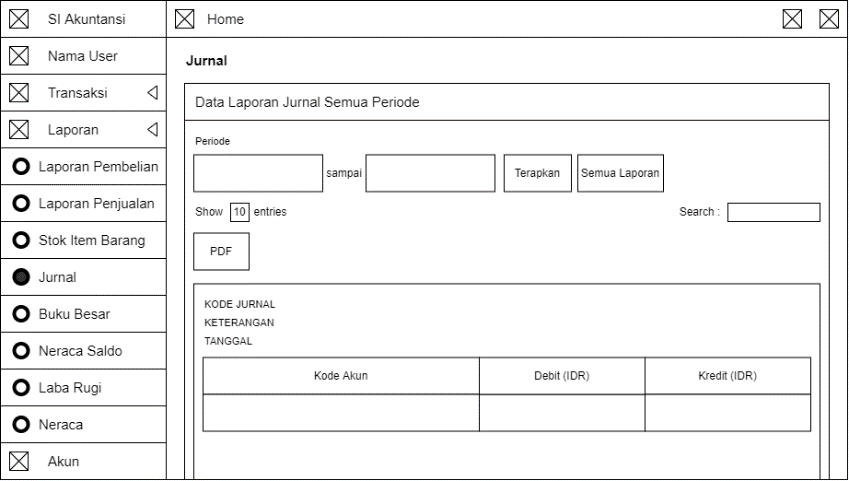 SI Akuntansi
Nama User
Transaksi
Laporan
Laporan Pembelian
Laporan Penjualan
Stok Item Barang
Jurnal
Buku Besar
Neraca Saldo
Laba Rugi
Neraca
Akun
Home
Jurnal
Data Laporan Jurnal Semua Periode
Periode
sampai Terapkan Semua Laporan
Show 10 entries Search :
PDF
KODE JURNAL
KETERANGAN
TANGGAL
Kode Akun Debit (IDR) Kredit (IDR)